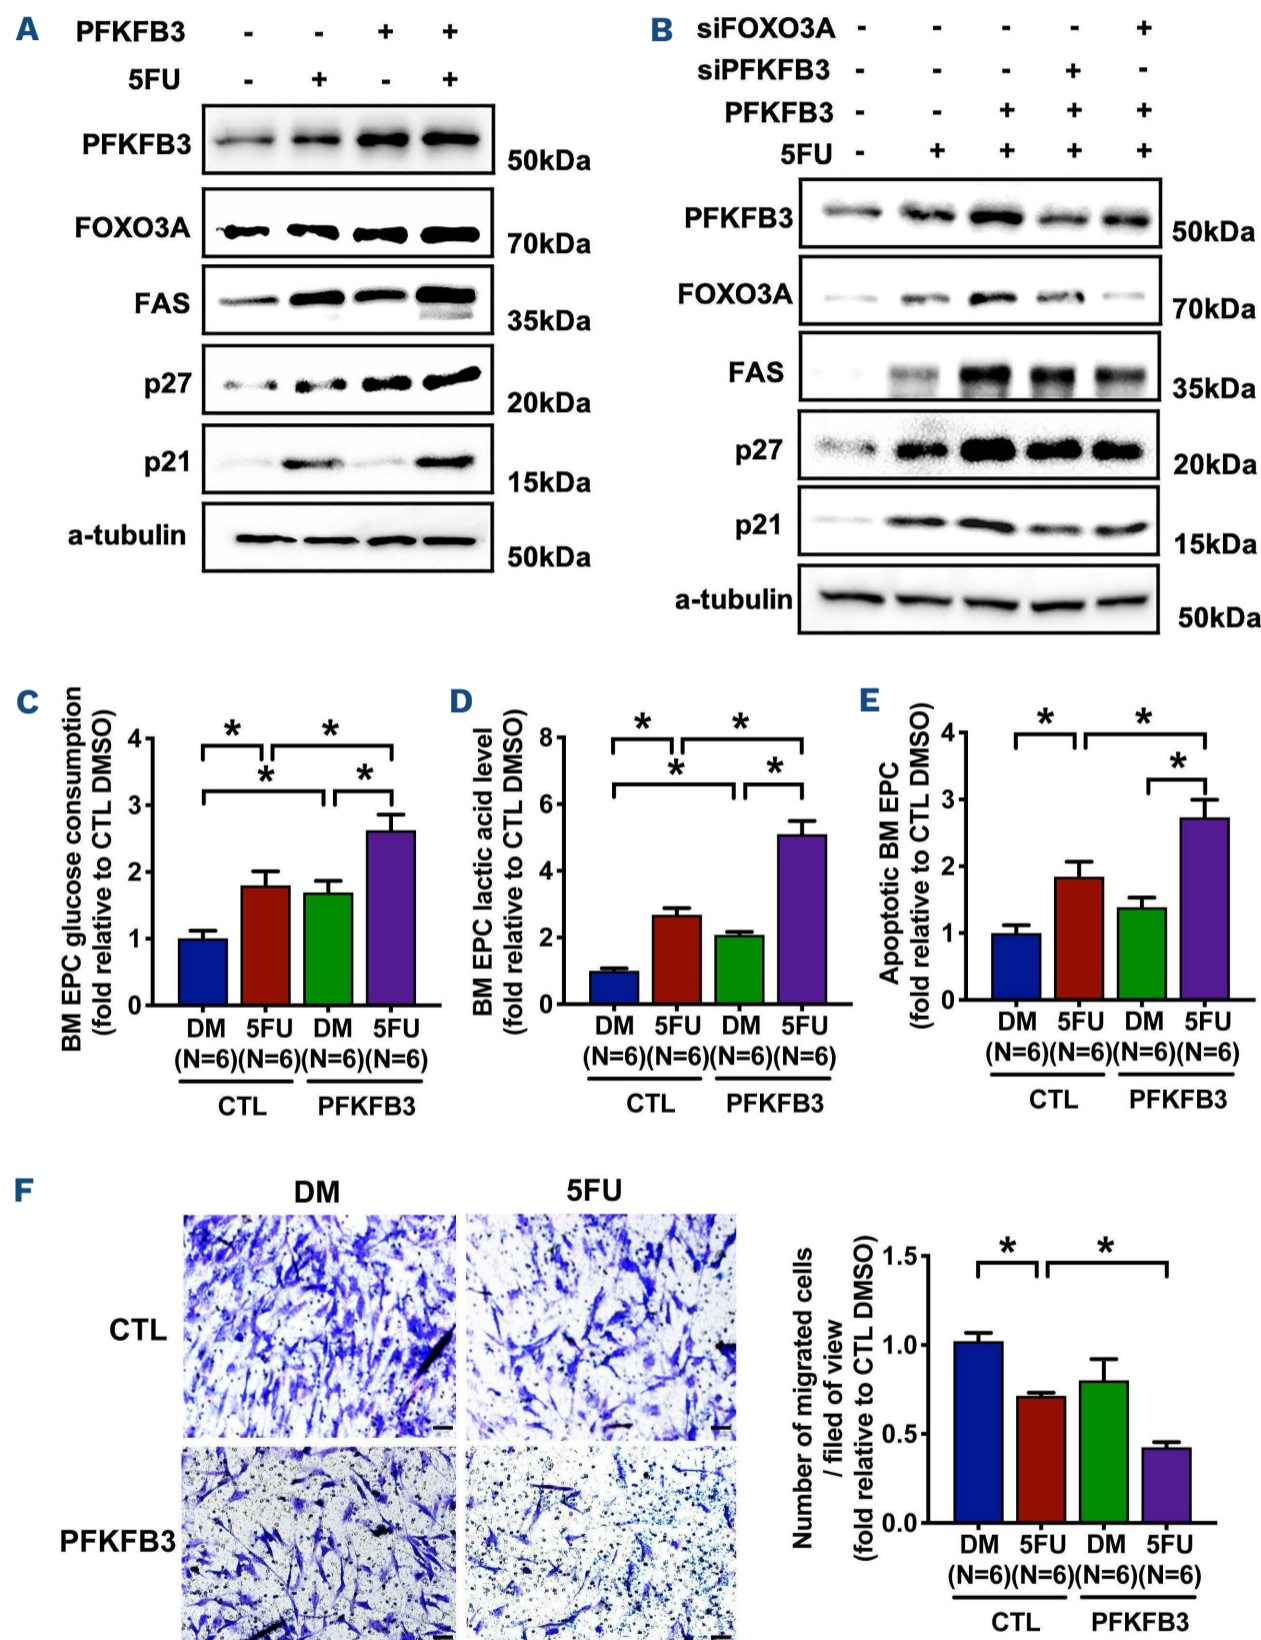 A
PFKFB3 - - + +
5FU - + - +
PFKFB3 50kDa
FOXO3A 70kDa
FAS 35kDa
p27 20kDa
p21 15kDa
a-tubulin 50kDa
B
siFOXO3A - - - - +
siPFKFB3 - - - + -
PFKFB3 - - + + +
5FU - + + + +
PFKFB3 50kDa
FOXO3A 70kDa
FAS 35kDa
p27 20kDa
p21 15kDa
a-tubulin 50kDa
C
BM EPC glucose consumption
(fold relative to CTL DMSO)
4
3
2
1
0
* *
* *
DM 5FU DM 5FU
(N=6)(N=6)(N=6)(N=6)
CTL PFKFB3
D
BM EPC lactic acid level
(fold relative to CTL DMSO)
8
6
4
2
0
* *
* *
DM 5FU DM 5FU
(N=6)(N=6)(N=6)(N=6)
CTL PFKFB3
E
Apoptotic BM EPC
(fold relative to CTL DMSO)
4
3
2
1
0
* *
*
DM 5FU DM 5FU
(N=6)(N=6)(N=6)(N=6)
CTL PFKFB3
F
DM 5FU
CTL
PFKFB3
Number of migrated cells
/ filed of view
(fold relative to CTL DMSO)
1.5
1.0
0.5
0.0
* *
DM 5FU DM 5FU
(N=6)(N=6)(N=6)(N=6)
CTL PFKFB3